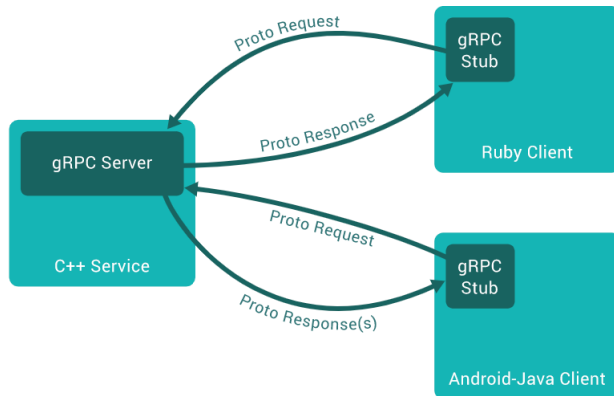 Proto Request
gRPC
Stub
Proto Response
Ruby Client
gRPC Server
C++ Service
Proto Request
gRPC
Stub
Proto Response(s)
Android-Java Client